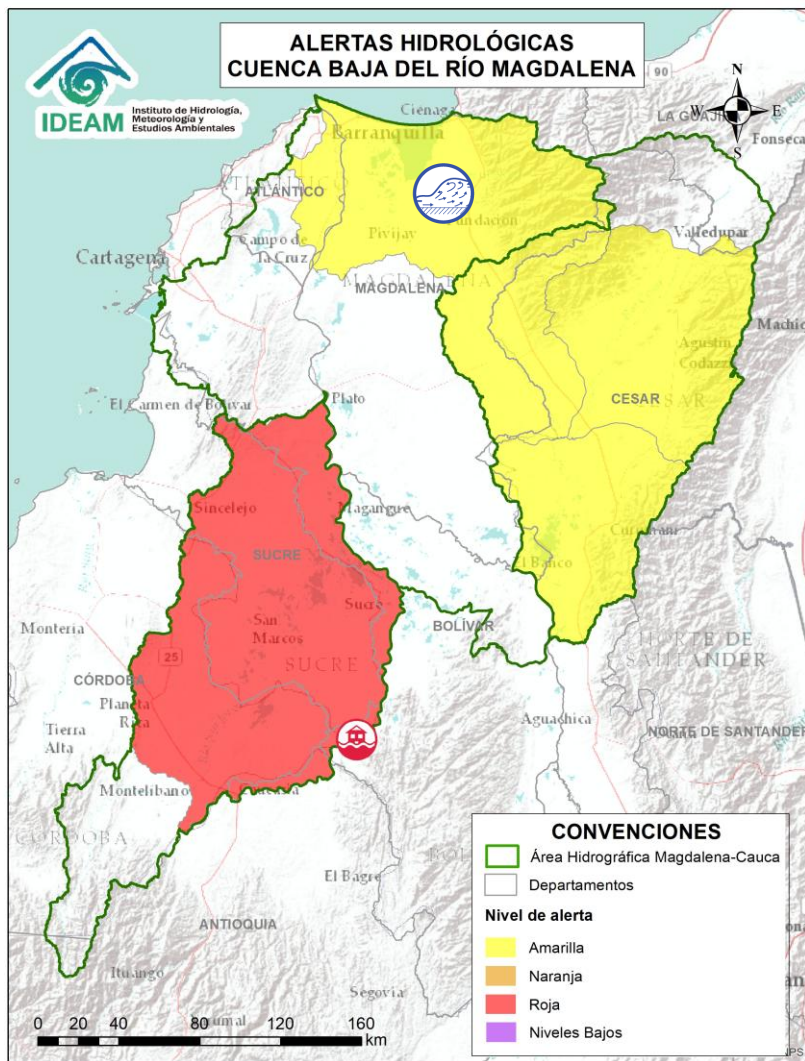 ALERTAS HIDROLÓGICAS
CUENCA BAJA DEL RÍO MAGDALENA
IDEAM
Instituto de Hidrología,
Meteorología y
Estudios Ambientales
N
W
E
S
90
LA GUAJI
Fonseca
Ciénaga
Barranquilla
ATLÁNTICO
Pivijay
Valledupar
Cartagena
Campo de
la Cruz
MAGDALENA
Agustín
Codazzi
CESAR
El Carmen de Bolívar
Plato
Sincelejo
Magangue
SUCRE
El Banco
Sucre
San
Marcos
BOLÍVAR
SUCRE
Montería
25
NORTE DE
SANTANDER
CÓRDOBA
Planeta
Rica
Tierra
Alta
Aguachica
NORTE DE SANTANDER
Montelíbano
CÓRDOBA
El Bagre
ANTIOQUIA
Ituango
Segovia
CONVENCIONES
Área Hidrográfica Magdalena-Cauca
Departamentos
Nivel de alerta
Amarilla
Naranja
Roja
Niveles Bajos
0 20 40 80 120 160
km